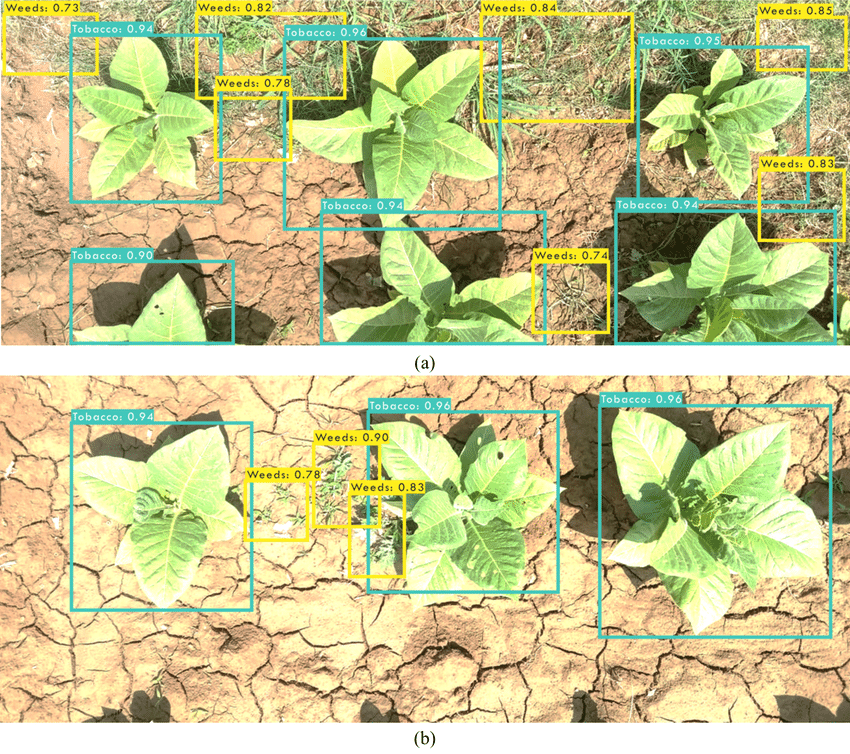 Weeds: 0.73
Weeds: 0.82
Weeds: 0.84
Weeds: 0.85
Tobacco: 0.94
Tobacco: 0.96
Tobacco: 0.95
Weeds: 0.78
Weeds: 0.83
Tobacco: 0.94
Tobacco: 0.94
Tobacco: 0.90
Weeds: 0.74
(a)
Tobacco: 0.94
Tobacco: 0.96
Tobacco: 0.96
Weeds: 0.90
Weeds: 0.78
Weeds: 0.83
(b)